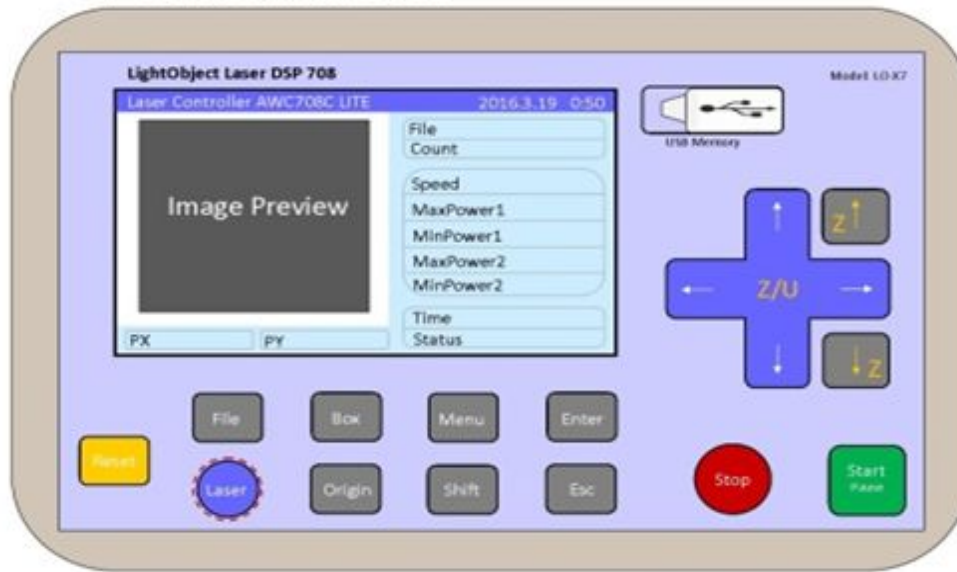 LightObject Laser DSP 708
Model: LO-X7
Laser Controller AWC708C LITE 2016.3.19 0:50
File
Count
USB Memory
Image Preview
Speed
MaxPower1
MinPower1
MaxPower2
MinPower2
Z
Z/U
Z
Time
PX PY Status
File Box Menu Enter
Reset
Laser Origin Shift Esc
Stop
Start